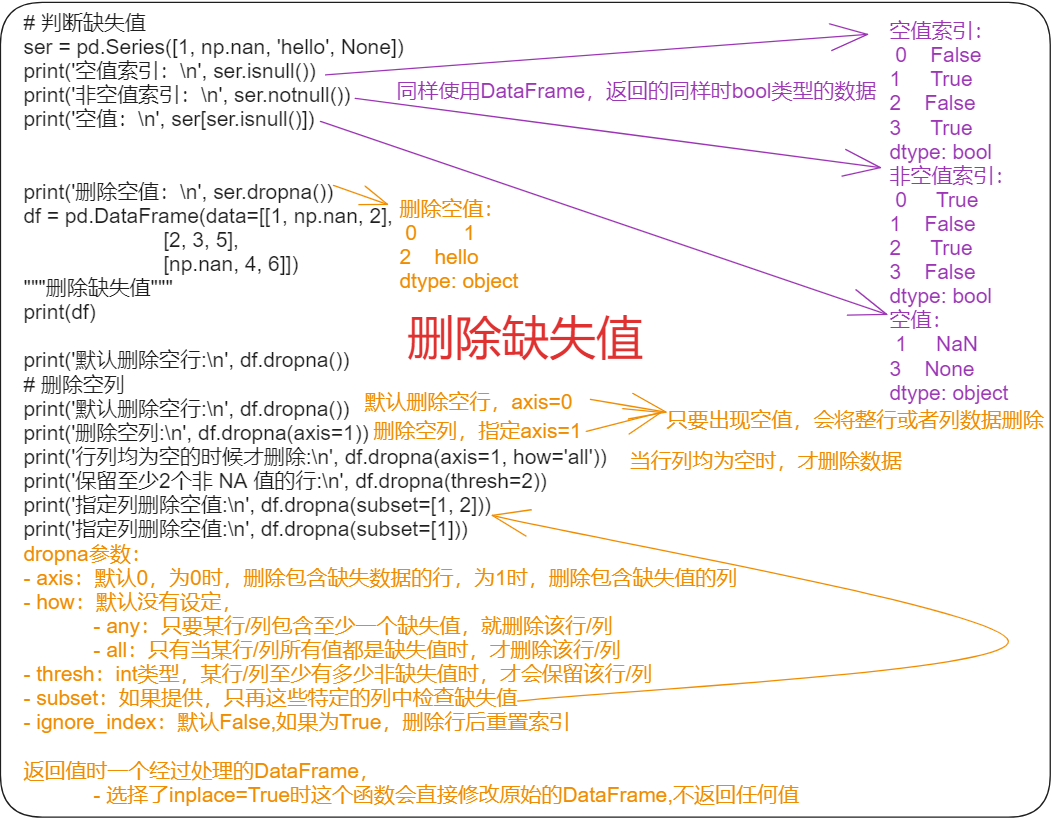 # 判断缺失值
ser = pd.Series([1, np.nan, 'hello', None])
print('空值索引：\n', ser.isnull())
print('非空值索引：\n', ser.notnull())
print('空值：\n', ser[ser.isnull()])
同样使用DataFrame，返回的同样时bool类型的数据
空值索引：
0 False
1 True
2 False
3 True
dtype: bool
非空值索引：
0 True
1 False
2 True
3 False
dtype: bool
空值：
1 NaN
3 None
dtype: object
print('删除空值：\n', ser.dropna())
df = pd.DataFrame(data=[[1, np.nan, 2],
[2, 3, 5],
[np.nan, 4, 6]])
"""删除缺失值"""
print(df)
删除空值：
0 1
2 hello
dtype: object
删除缺失值
print('默认删除空行:\n', df.dropna())
# 删除空列
print('默认删除空行:\n', df.dropna()) 默认删除空行，axis=0
print('删除空列:\n', df.dropna(axis=1)) 删除空列，指定axis=1
只要出现空值，会将整行或者列数据删除
print('行列均为空的时候才删除:\n', df.dropna(axis=1, how='all')) 当行列均为空时，才删除数据
print('保留至少2个非 NA 值的行:\n', df.dropna(thresh=2))
print('指定列删除空值:\n', df.dropna(subset=[1, 2]))
print('指定列删除空值:\n', df.dropna(subset=[1]))
dropna参数：
- axis：默认0，为0时，删除包含缺失数据的行，为1时，删除包含缺失值的列
- how：默认没有设定，
- any：只要某行/列包含至少一个缺失值，就删除该行/列
- all：只有当某行/列所有值都是缺失值时，才删除该行/列
- thresh：int类型，某行/列至少有多少非缺失值时，才会保留该行/列
- subset：如果提供，只再这些特定的列中检查缺失值
- ignore_index：默认False,如果为True，删除行后重置索引
返回值时一个经过处理的DataFrame，
- 选择了inplace=True时这个函数会直接修改原始的DataFrame,不返回任何值